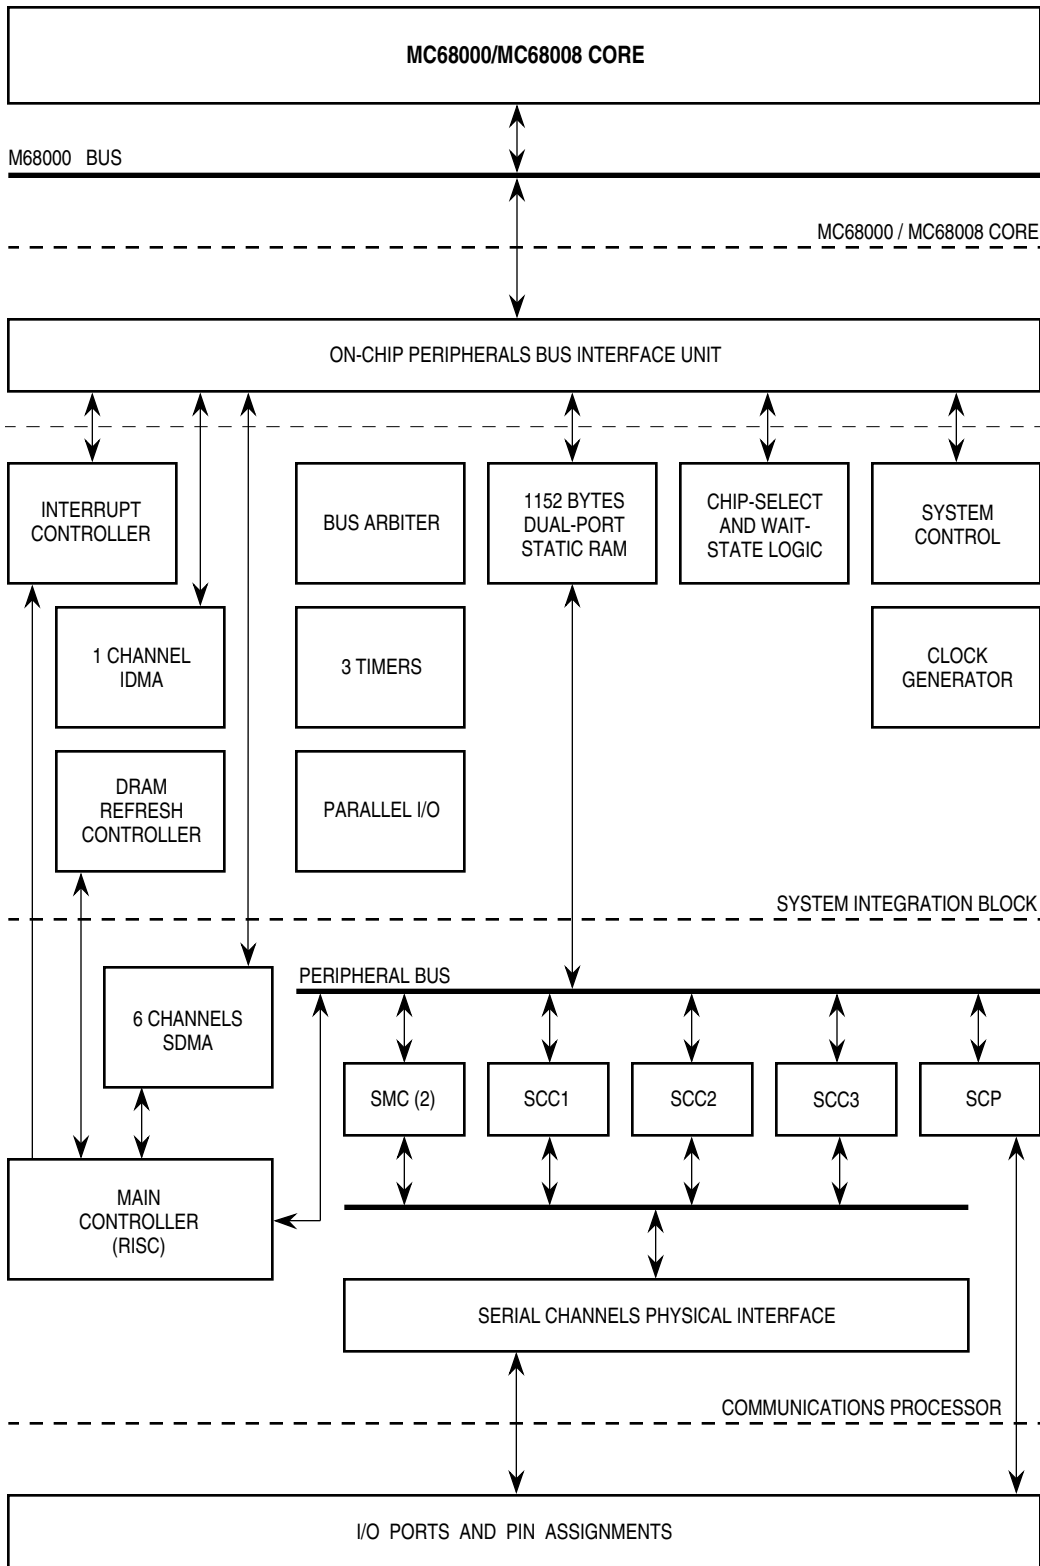 MC68000/MC68008 CORE
M68000 BUS
MC68000 / MC68008 CORE
ON-CHIP PERIPHERALS BUS INTERFACE UNIT
INTERRUPT
CONTROLLER
BUS ARBITER
1152 BYTES
DUAL-PORT
STATIC RAM
CHIP-SELECT
AND WAIT-
STATE LOGIC
SYSTEM
CONTROL
1 CHANNEL
IDMA
3 TIMERS
CLOCK
GENERATOR
DRAM
REFRESH
CONTROLLER
PARALLEL I/O
SYSTEM INTEGRATION BLOCK
PERIPHERAL BUS
6 CHANNELS
SDMA
SMC (2)
SCC1
SCC2
SCC3
SCP
MAIN
CONTROLLER
(RISC)
SERIAL CHANNELS PHYSICAL INTERFACE
COMMUNICATIONS PROCESSOR
I/O PORTS AND PIN ASSIGNMENTS